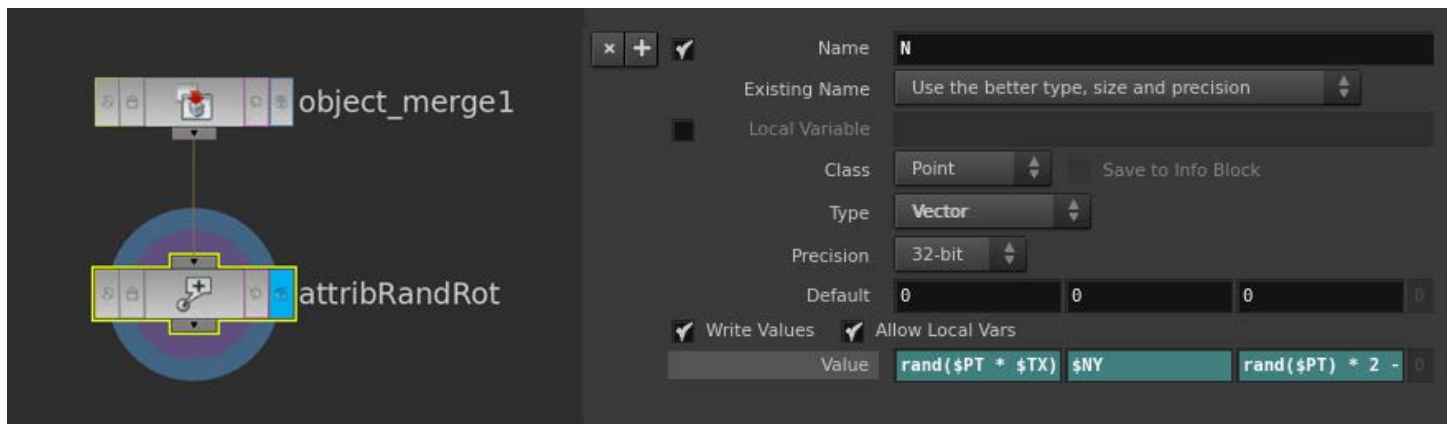 object_merge1
attribRandRot
Name N
Existing Name Use the better type, size and precision
Local Variable
Class Point Save to Info Block
Type Vector
Precision 32-bit
Default 0 0 0 0
Write Values Allow Local Vars
Value rand($PT * $TX) $NY rand($PT) * 2 - 0